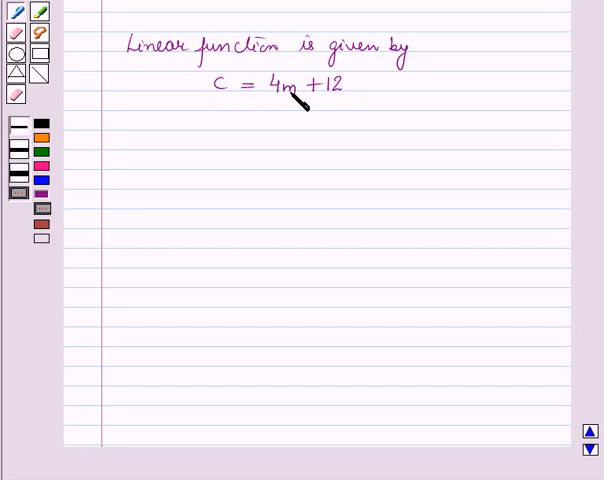 Linear function is given by
C = 4m + 12